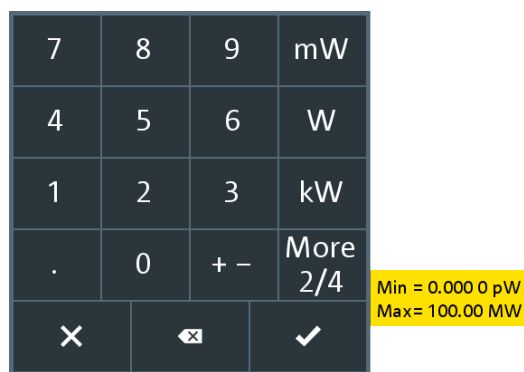 7 8 9 mW
4 5 6 W
1 2 3 kW
. 0 + − More
2/4
Min = 0.000 0 pW
Max= 100.00 MW